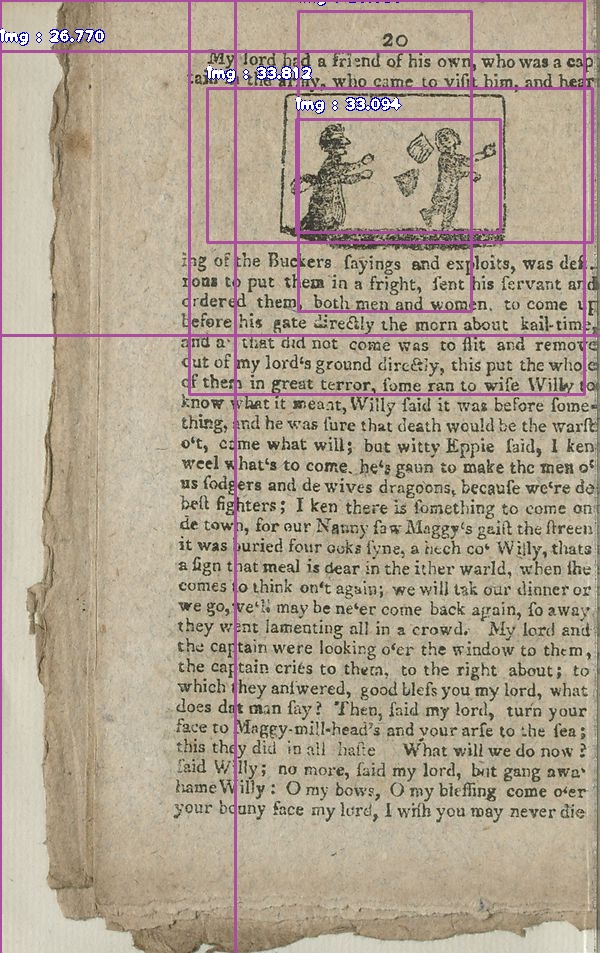 20
My lord had a friend of his own, who was a cap
tain of the army, who came to viſit him, and hear
ing of the Buckers ſayings and exploits, was deſ
rous to put them in a fright, ſent his ſervant and
ordered them, both men and women, to come up
before his gate directly the morn about kail-time,
and a' that did not come was to flit and remove
out of my lord's ground directly, this put the whole
of them in great terror, ſome ran to wiſe Willy to
know what it meant, Willy ſaid it was before ſome-
thing, and he was ſure that death would be the warſt
o't, come what will; but witty Eppie ſaid, I ken
weel what's to come, he's gaun to make the men o'
us ſodgers and de wives dragoons, becauſe we're de
beſt fighters; I ken there is ſomething to come on
de town, for our Nanny ſaw Maggy's gaiſt the ſtreen
it was buried four ooks ſyne, a hech co' Willy, thats
a ſign that meal is dear in the ither warld, when ſhe
comes to think on't again; we will tak our dinner or
we go, we'll may be ne'er come back again, ſo away
they went lamenting all in a crowd. My lord and
the captain were looking o'er the window to them,
the captain cries to them, to the right about; to
which they anſwered, good bleſs you my lord, what
does dat man ſay? Then, ſaid my lord, turn your
face to Maggy-mill-head's and your arſe to the ſea;
this they did in all haſte What will we do now?
ſaid Willy; no more, ſaid my lord, but gang awa'
hame Willy: O my bows, O my bleſſing come o'er
your bouny face my lord, I wiſh you may never die
img : 26.770
img : 33.812
img : 33.094